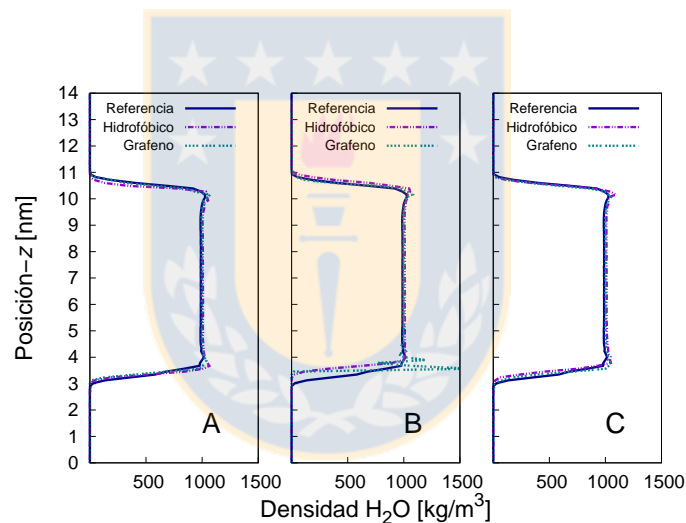 Posición−z [nm]
14
13
12
11
10
9
8
7
6
5
4
3
2
1
0
Referencia
Hidrofóbico
Grafeno
A
500 1000 1500
Referencia
Hidrofóbico
Grafeno
B
500 1000 1500
Referencia
Hidrofóbico
Grafeno
C
500 1000 1500
Densidad H₂O [kg/m³]